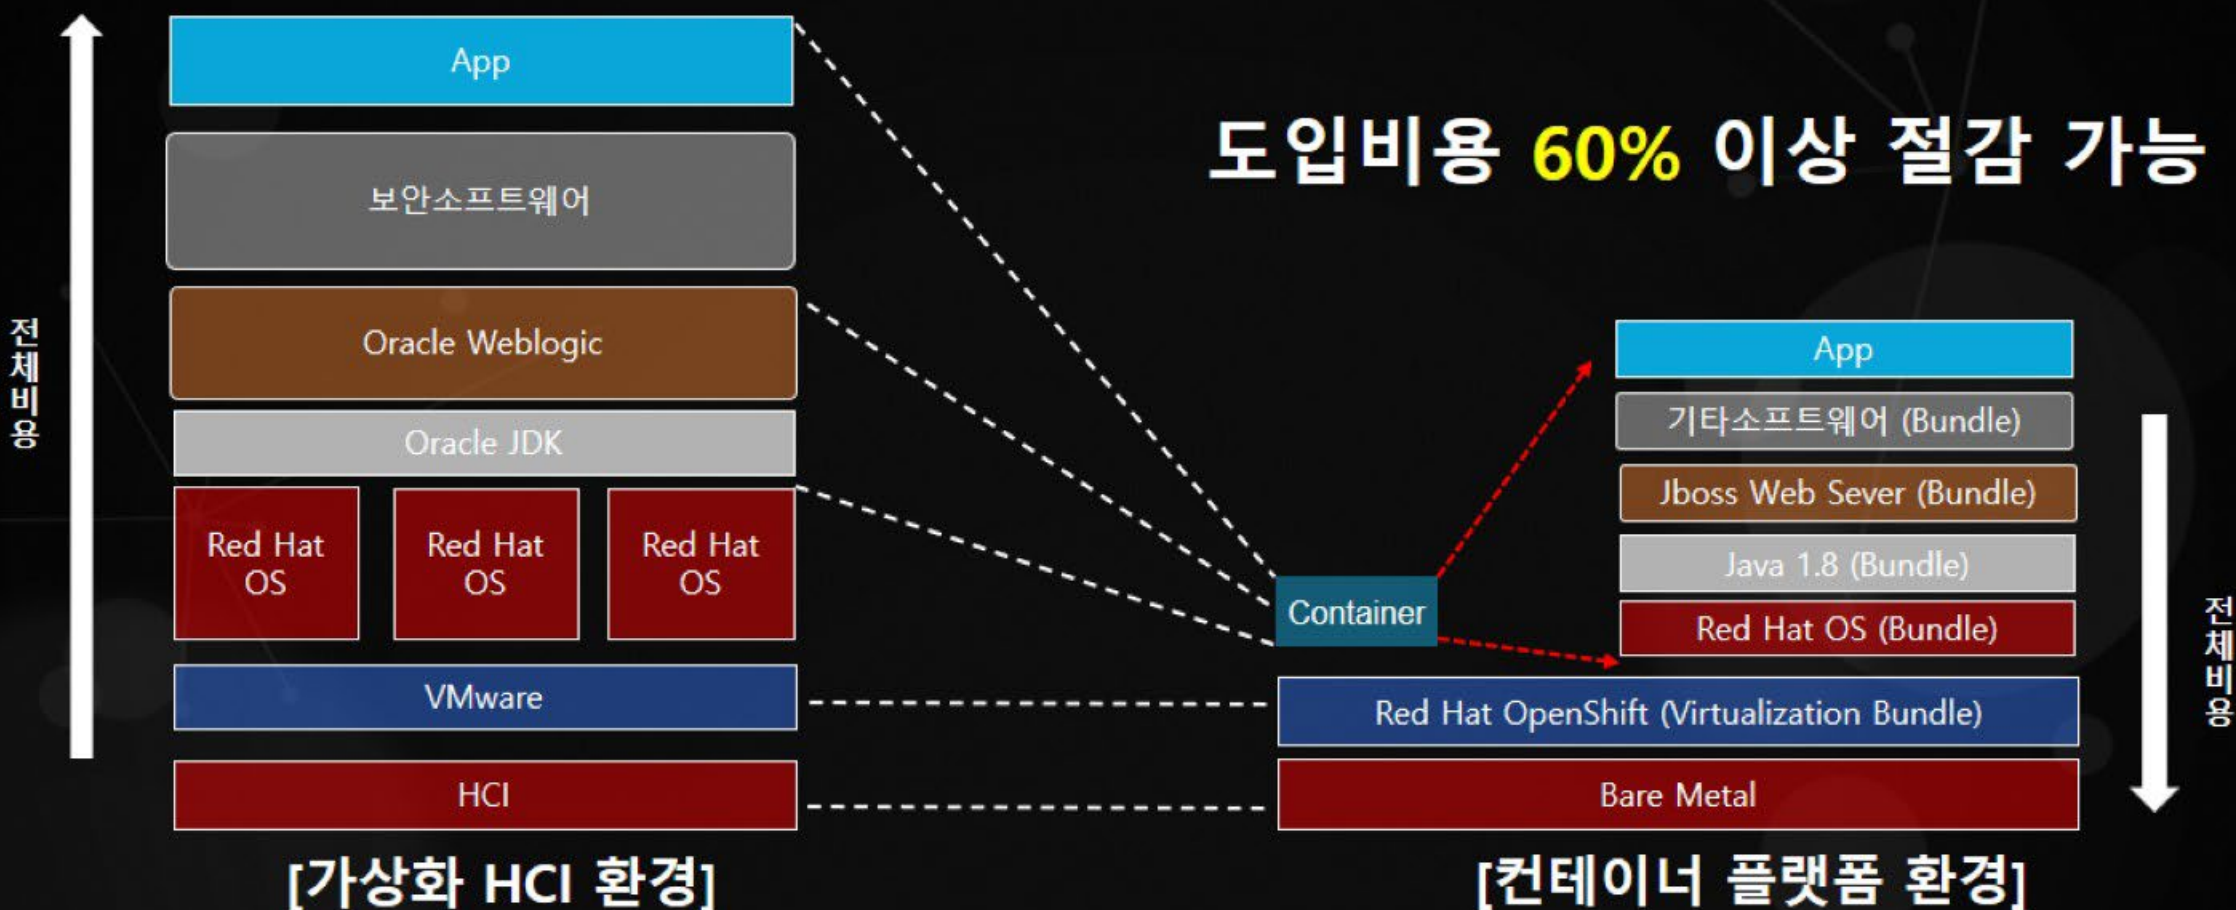 도입비용 60% 이상 절감 가능
전체비용
App
보안소프트웨어
Oracle Weblogic
Oracle JDK
Red Hat
OS
Red Hat
OS
Red Hat
OS
VMware
HCI
[가상화 HCI 환경]
Container
App
기타소프트웨어 (Bundle)
Jboss Web Sever (Bundle)
Java 1.8 (Bundle)
Red Hat OS (Bundle)
Red Hat OpenShift (Virtualization Bundle)
Bare Metal
전체비용
[컨테이너 플랫폼 환경]